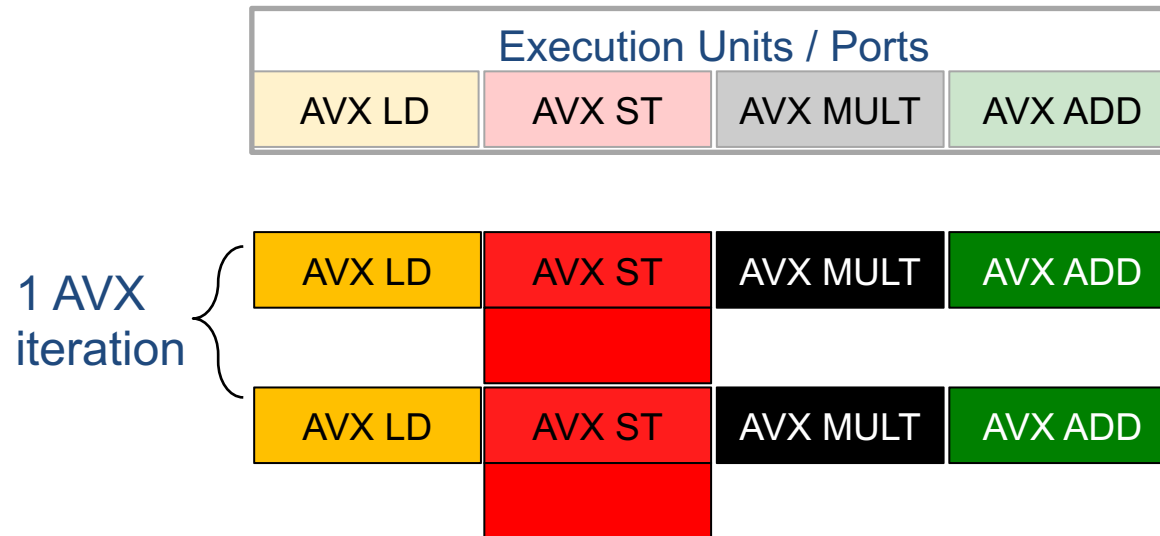 Execution Units / Ports
AVX LD AVX ST AVX MULT AVX ADD
1 AVX
iteration
AVX LD AVX ST AVX MULT AVX ADD
AVX LD AVX ST AVX MULT AVX ADD